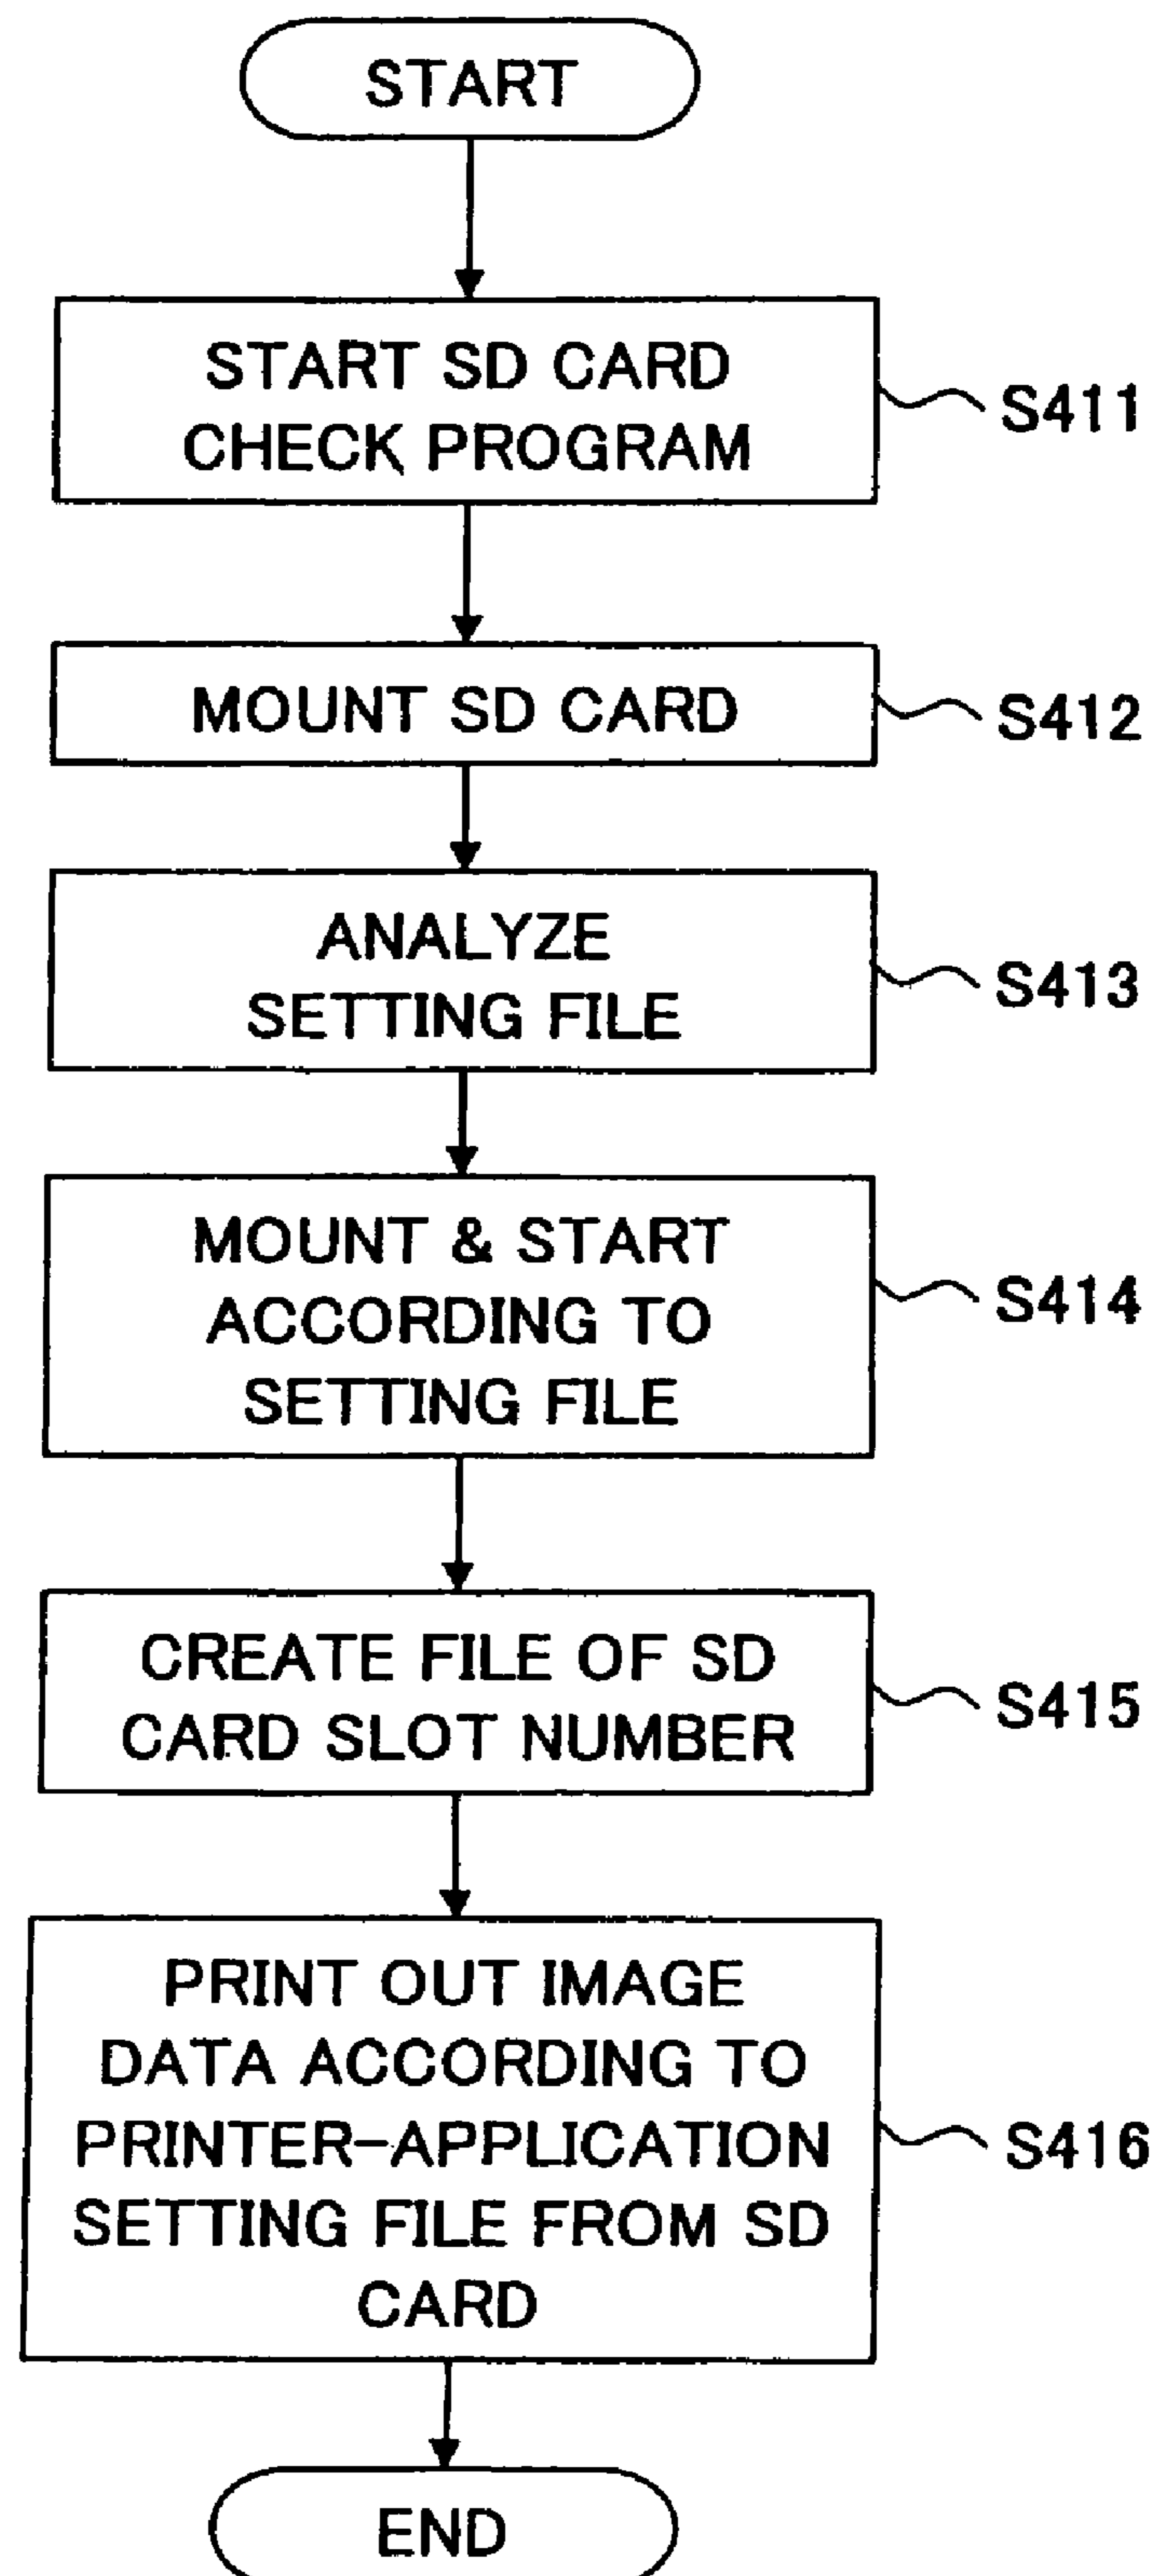 START
START SD CARD
CHECK PROGRAM
S411
MOUNT SD CARD
S412
ANALYZE
SETTING FILE
S413
MOUNT & START
ACCORDING TO
SETTING FILE
S414
CREATE FILE OF SD
CARD SLOT NUMBER
S415
PRINT OUT IMAGE
DATA ACCORDING TO
PRINTER-APPLICATION
SETTING FILE FROM SD
CARD
S416
END